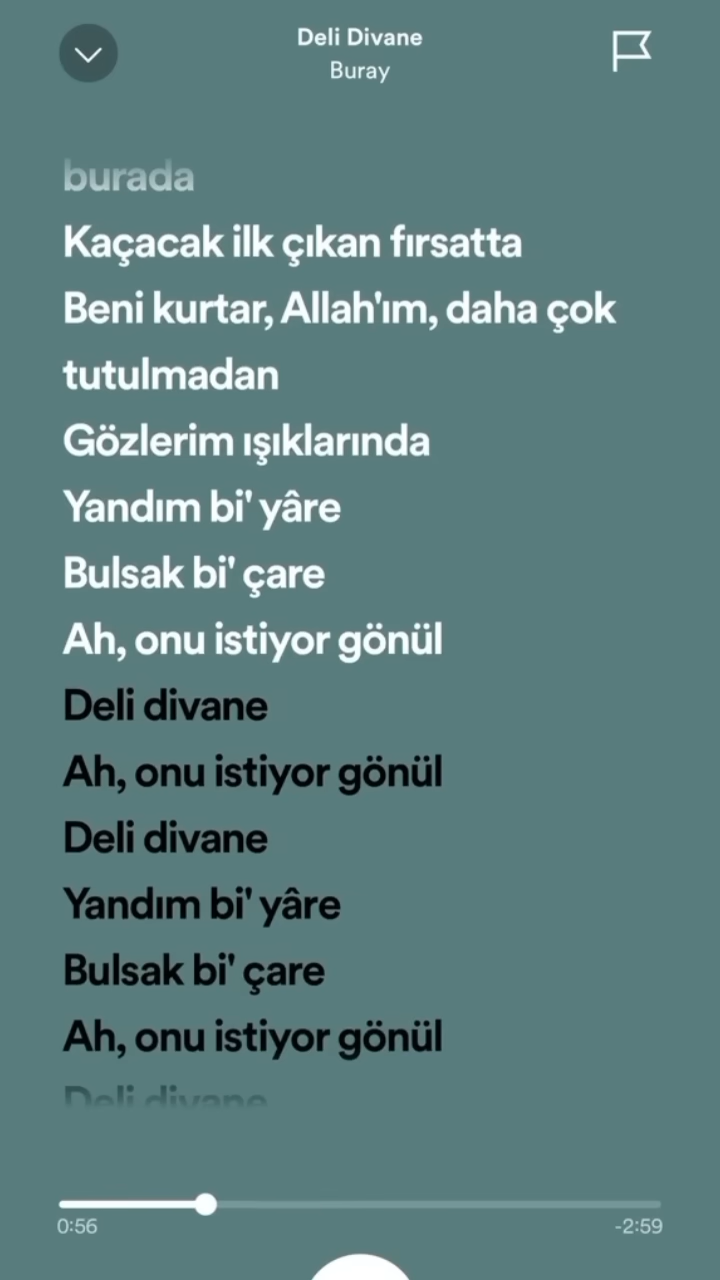 Deli Divane
Buray
burada
Kaçacak ilk çıkan fırsatta
Beni kurtar, Allah'ım, daha çok
tutulmadan
Gözlerim ışıklarında
Yandım bi' yâre
Bulsak bi' çare
Ah, onu istiyor gönül
Deli divane
Ah, onu istiyor gönül
Deli divane
Yandım bi' yâre
Bulsak bi' çare
Ah, onu istiyor gönül
Deli divane
0:56
-2:59